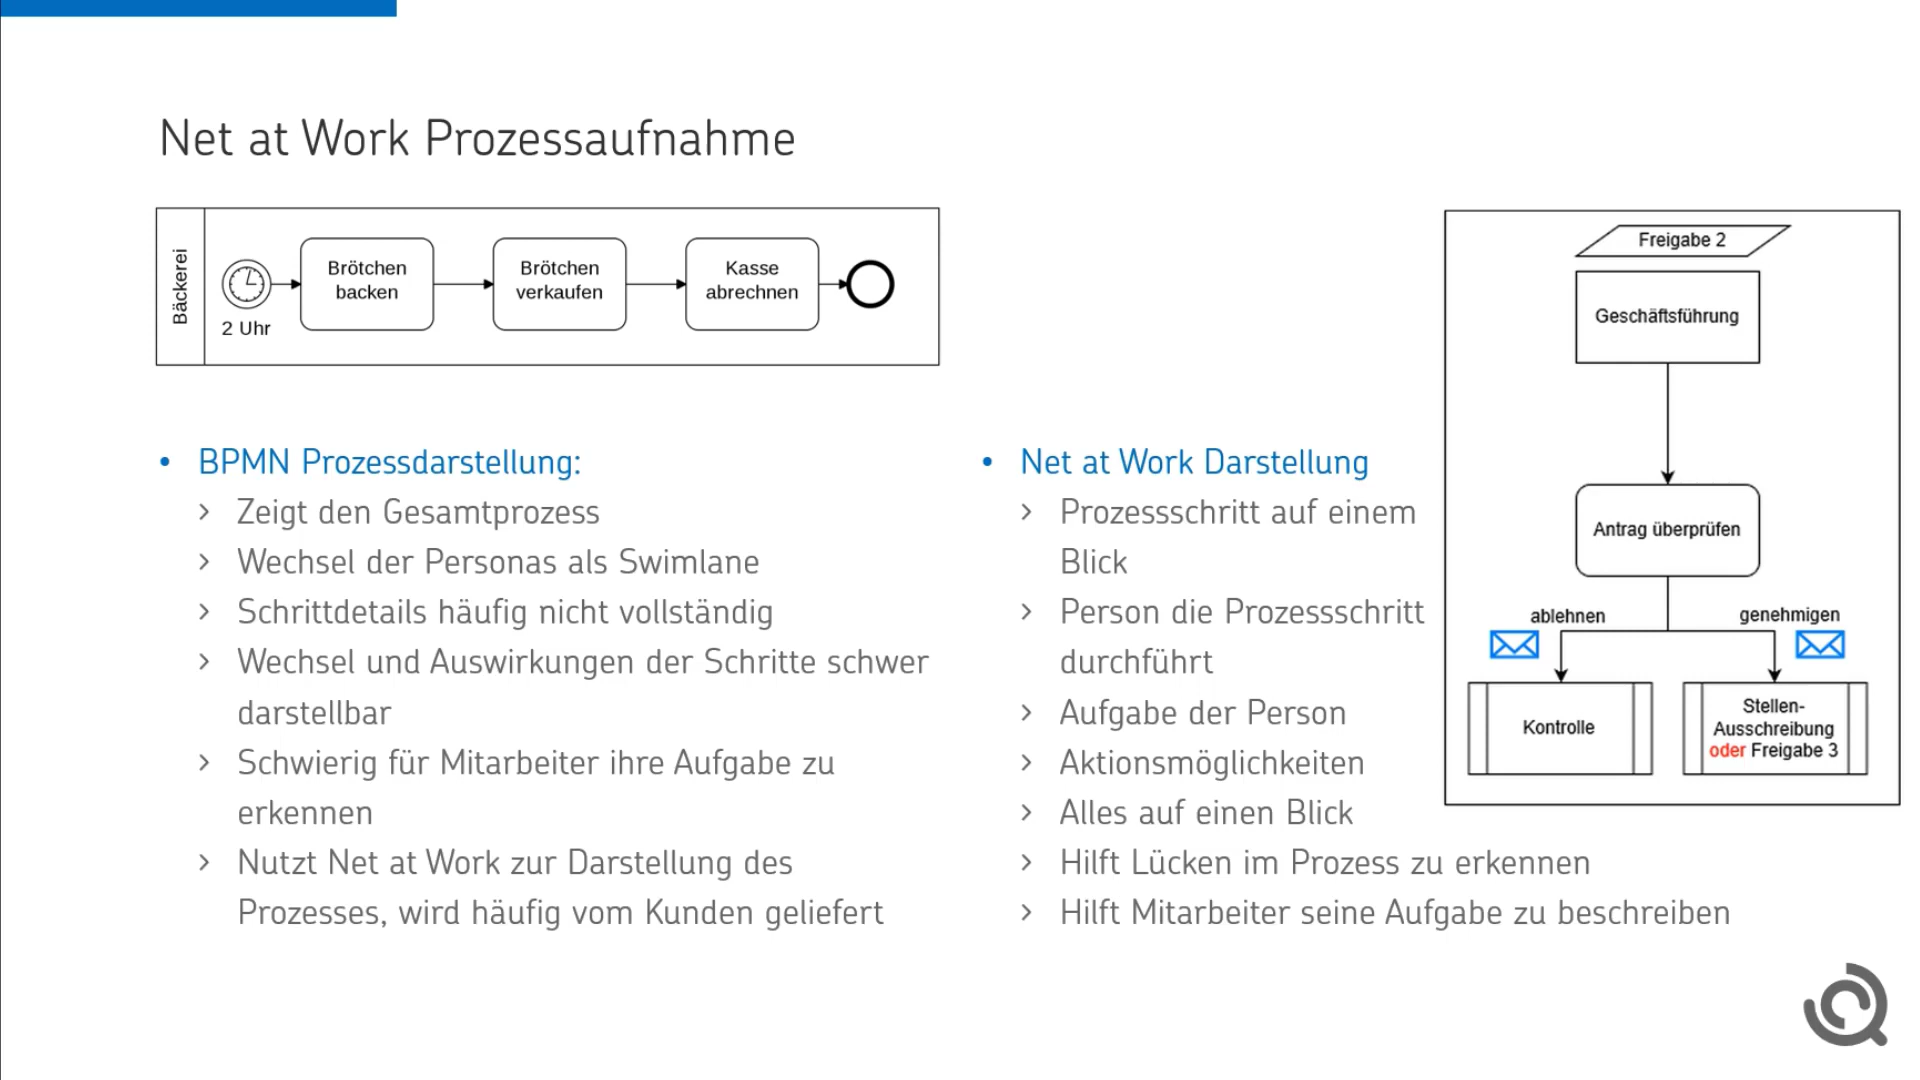 Net at Work Prozessaufnahme
Bäckerei
2 Uhr
Brötchen
backen
Brötchen
verkaufen
Kasse
abrechnen
BPMN Prozessdarstellung:
Zeigt den Gesamtprozess
Wechsel der Personas als Swimlane
Schrittdetails häufig nicht vollständig
Wechsel und Auswirkungen der Schritte schwer
darstellbar
Schwierig für Mitarbeiter ihre Aufgabe zu
erkennen
Nutzt Net at Work zur Darstellung des
Prozesses, wird häufig vom Kunden geliefert
Net at Work Darstellung
Prozessschritt auf einem
Blick
Person die Prozessschritt
durchführt
Aufgabe der Person
Aktionsmöglichkeiten
Alles auf einen Blick
Hilft Lücken im Prozess zu erkennen
Hilft Mitarbeiter seine Aufgabe zu beschreiben
Freigabe 2
Geschäftsführung
Antrag überprüfen
ablehnen
genehmigen
Kontrolle
Stellen-
Ausschreibung
oder Freigabe 3